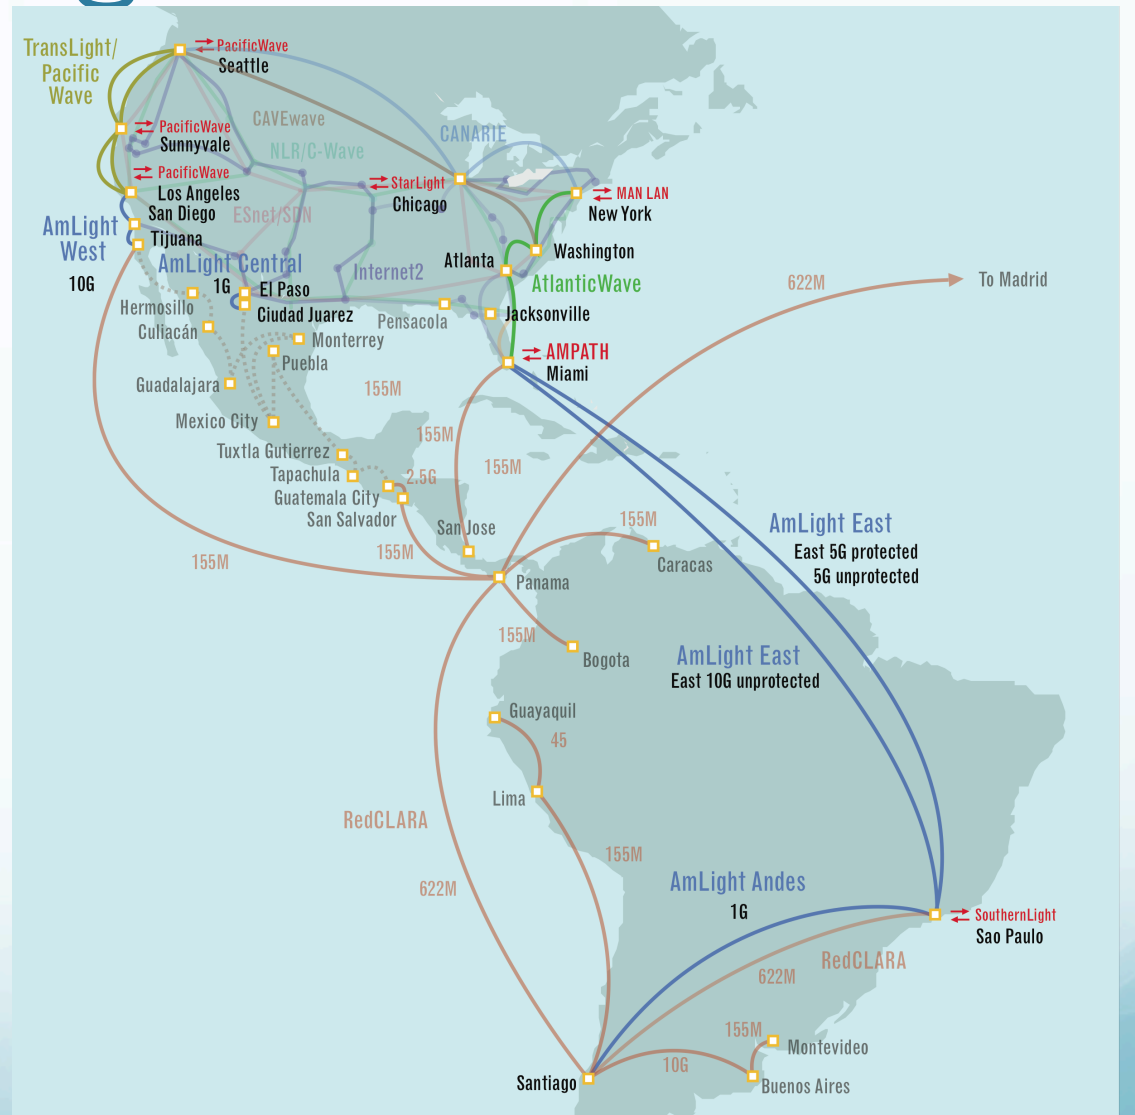 TransLight/
Pacific
Wave
PacificWave
Seattle
CAVEwave
CANARIE
PacificWave
Sunnyvale
NLR/C-Wave
PacificWave
Los Angeles
StarLight
Chicago
MAN LAN
New York
San Diego
ESnet/SDN
AmLight
West
10G
Tijuana
AmLight Central
1G
El Paso
Ciudad Juarez
Internet2
Atlanta
Washington
AtlanticWave
622M
To Madrid
Hermosillo
Culiacán
Pensacola
Jacksonville
Monterrey
Puebla
AMPATH
Miami
Guadalajara
155M
Mexico City
155M
Tuxtla Gutierrez
Tapachula
2.5G
155M
Guatemala City
San Salvador
San Jose
155M
AmLight East
East 5G protected
5G unprotected
155M
155M
Caracas
Panama
155M
Bogota
AmLight East
East 10G unprotected
Guayaquil
45
Lima
RedCLARA
155M
622M
AmLight Andes
1G
SouthernLight
Sao Paulo
RedCLARA
622M
155M
Montevideo
10G
Santiago
Buenos Aires